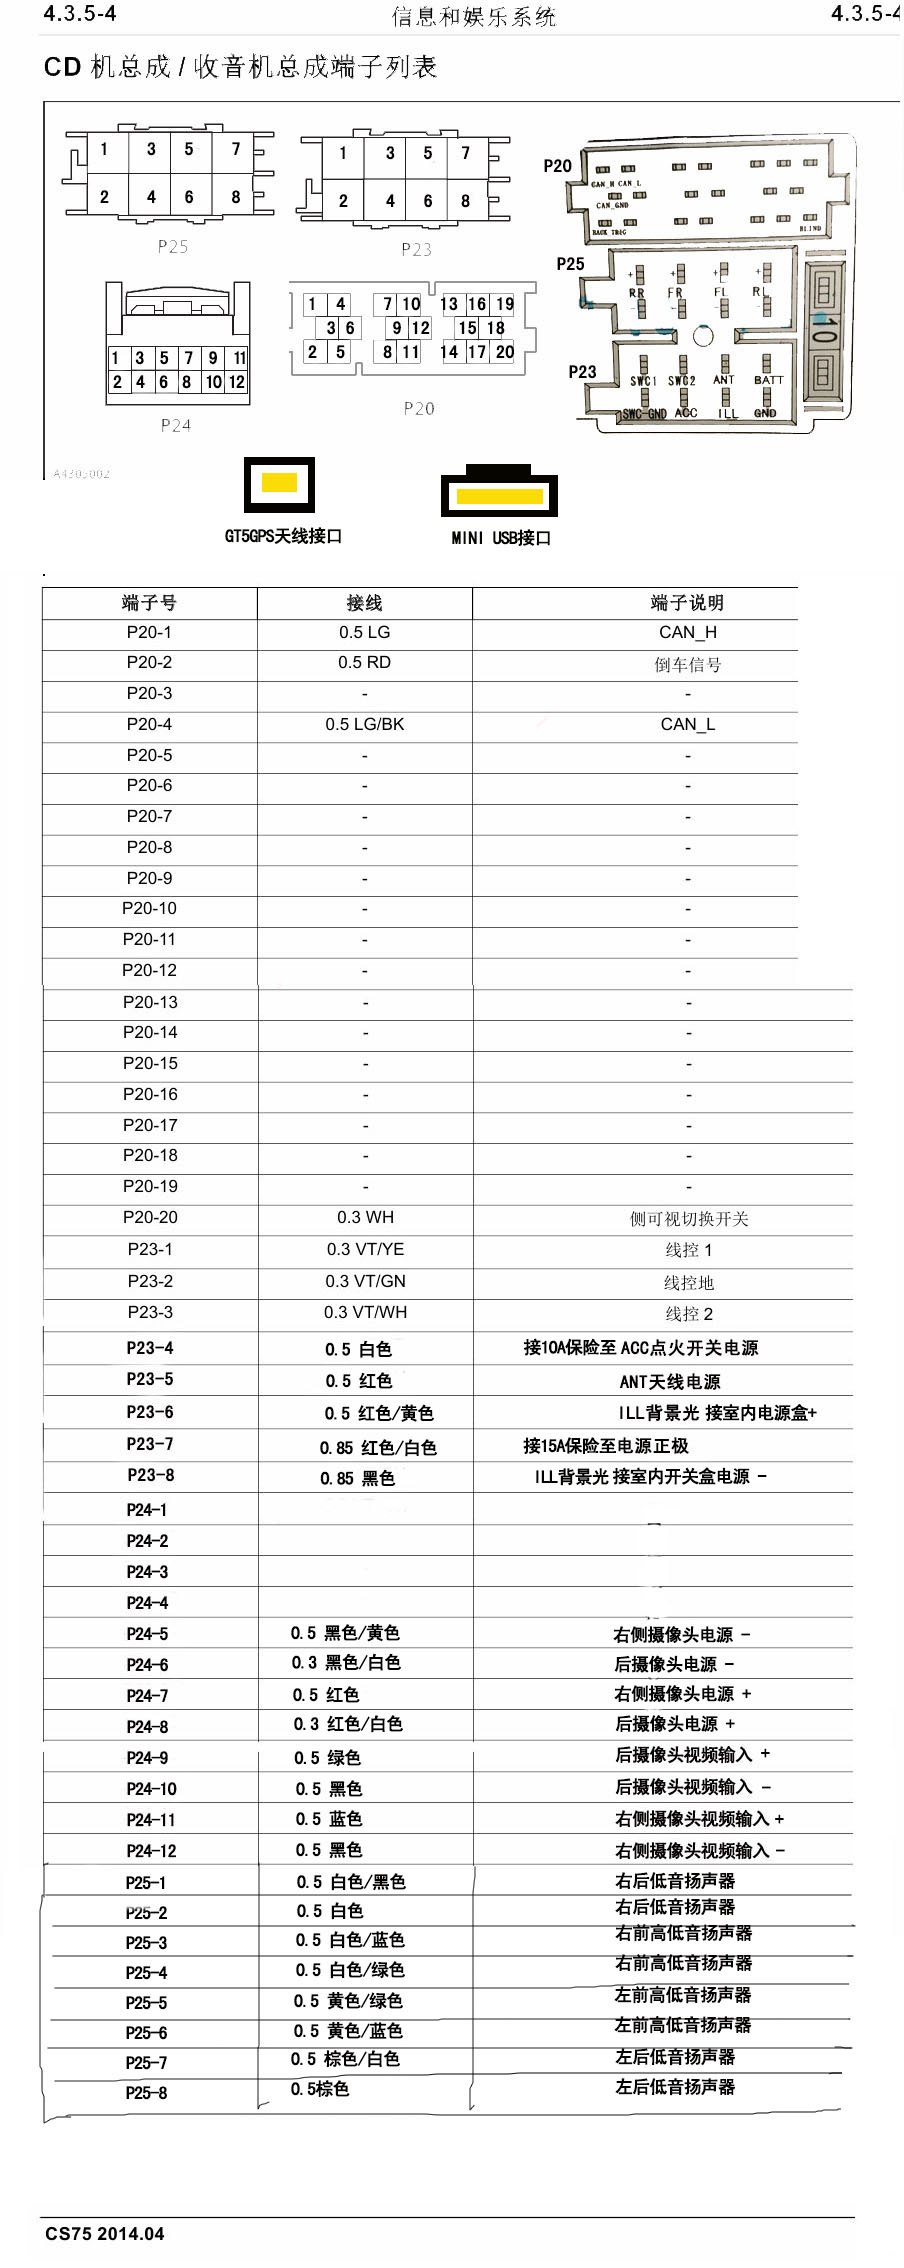 4.3.5-4 信息和娱乐系统 4.3.5-4
CD 机总成 / 收音机总成端子列表
1 3 5 7
2 4 6 8
P25
1 3 5 7
2 4 6 8
P23
1 3 5 7 9 11
2 4 6 8 10 12
P24
1 4 7 10 13 16 19
3 6 9 12 15 18
2 5 8 11 14 17 20
P20
P20
CAN_H CAN_L
CAN_GND
BACK TRIG BLIND
P25
+ + + +
RR FR FL RL
- - - -
P23
SWC1 SWC2 ANT BATT
SWC-GND ACC ILL GND
10
A4305002
GT5GPS天线接口
MINI USB接口
端子号 接线 端子说明
P20-1 0.5 LG CAN_H
P20-2 0.5 RD 倒车信号
P20-3 - -
P20-4 0.5 LG/BK CAN_L
P20-5 - -
P20-6 - -
P20-7 - -
P20-8 - -
P20-9 - -
P20-10 - -
P20-11 - -
P20-12 - -
P20-13 - -
P20-14 - -
P20-15 - -
P20-16 - -
P20-17 - -
P20-18 - -
P20-19 - -
P20-20 0.3 WH 侧可视切换开关
P23-1 0.3 VT/YE 线控 1
P23-2 0.3 VT/GN 线控地
P23-3 0.3 VT/WH 线控 2
P23-4 0.5 白色 接10A保险至 ACC点火开关电源
P23-5 0.5 红色 ANT天线电源
P23-6 0.5 红色/黄色 ILL背景光 接室内电源盒+
P23-7 0.85 红色/白色 接15A保险至电源正极
P23-8 0.85 黑色 ILL背景光 接室内开关盒电源 -
P24-1
P24-2
P24-3
P24-4
P24-5 0.5 黑色/黄色 右侧摄像头电源 -
P24-6 0.3 黑色/白色 后摄像头电源 -
P24-7 0.5 红色 右侧摄像头电源 +
P24-8 0.3 红色/白色 后摄像头电源 +
P24-9 0.5 绿色 后摄像头视频输入 +
P24-10 0.5 黑色 后摄像头视频输入 -
P24-11 0.5 蓝色 右侧摄像头视频输入 +
P24-12 0.5 黑色 右侧摄像头视频输入 -
P25-1 0.5 白色/黑色 右后低音扬声器
P25-2 0.5 白色 右后低音扬声器
P25-3 0.5 白色/蓝色 右前高低音扬声器
P25-4 0.5 白色/绿色 右前高低音扬声器
P25-5 0.5 黄色/绿色 左前高低音扬声器
P25-6 0.5 黄色/蓝色 左前高低音扬声器
P25-7 0.5 棕色/白色 左后低音扬声器
P25-8 0.5棕色 左后低音扬声器
CS75 2014.04